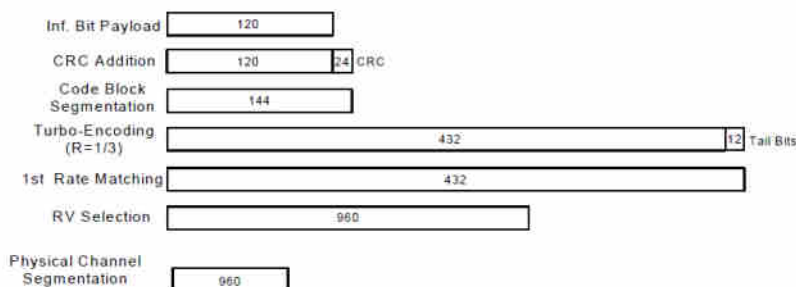 Inf. Bit Payload 120
CRC Addition 120 24 CRC
Code Block
Segmentation 144
Turbo-Encoding
(R=1/3) 432 12 Tail Bits
1st Rate Matching 432
RV Selection 960
Physical Channel
Segmentation 960